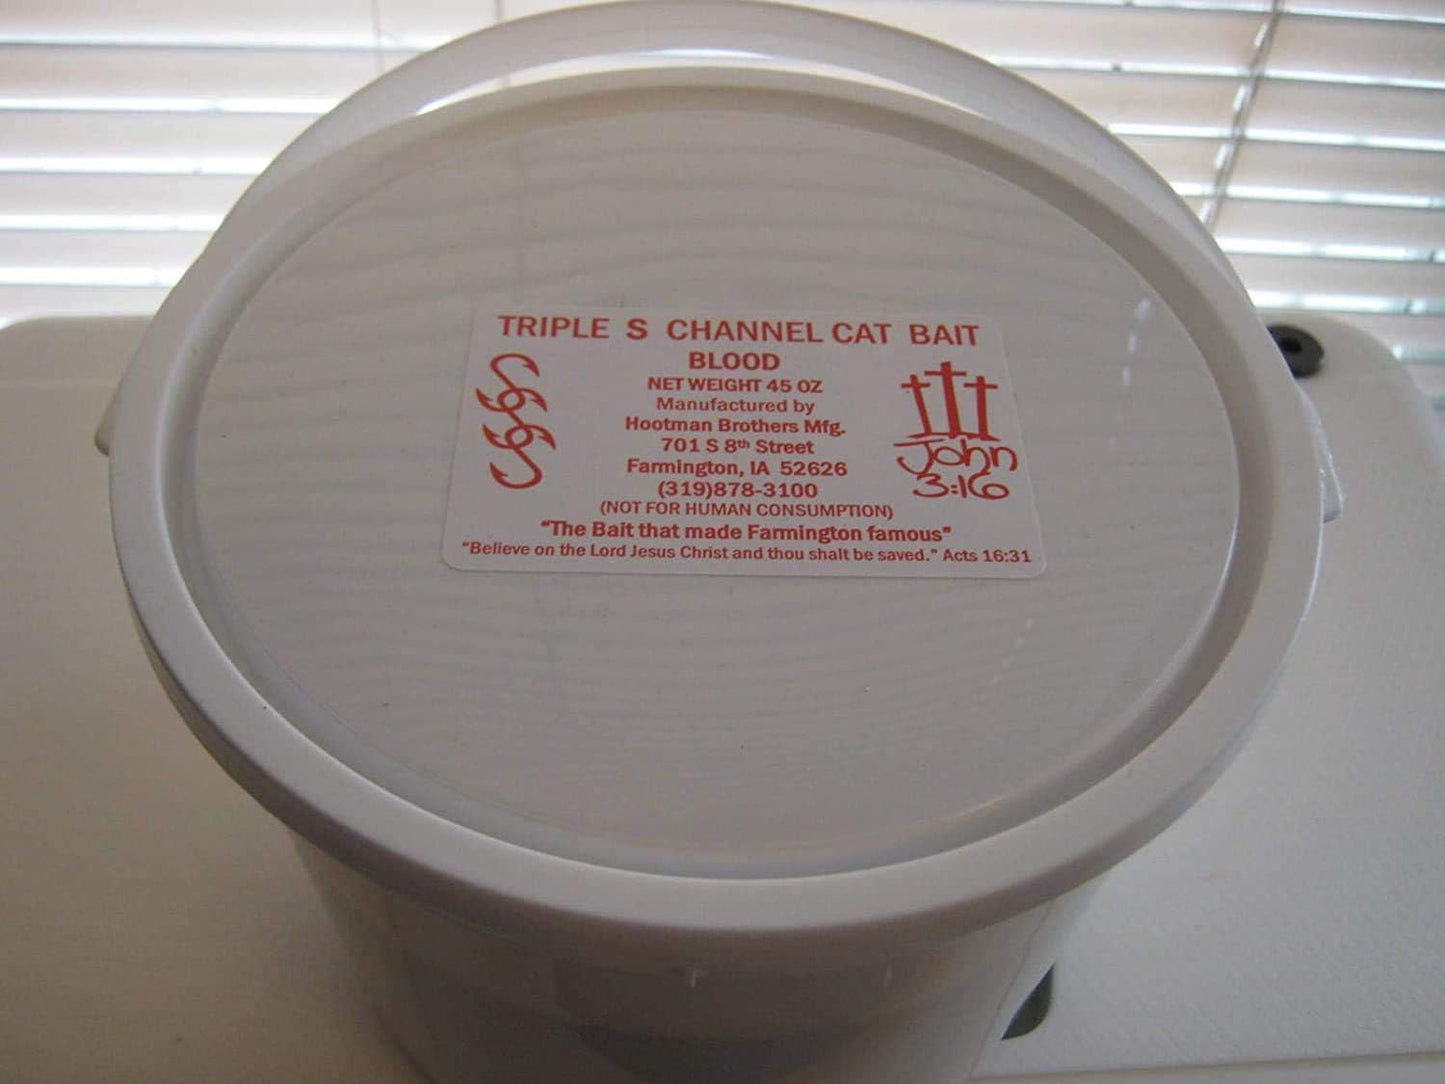 TRIPLE S CHANNEL CAT BAIT
BLOOD
NET WEIGHT 45 OZ
Manufactured by
Hootman Brothers Mfg.
701 S 8th Street
Farmington, IA 52626
(319)878-3100
(NOT FOR HUMAN CONSUMPTION)
"The Bait that made Farmington famous"
"Believe on the Lord Jesus Christ and thou shalt be saved." Acts 16:31
SSS
John
3:16